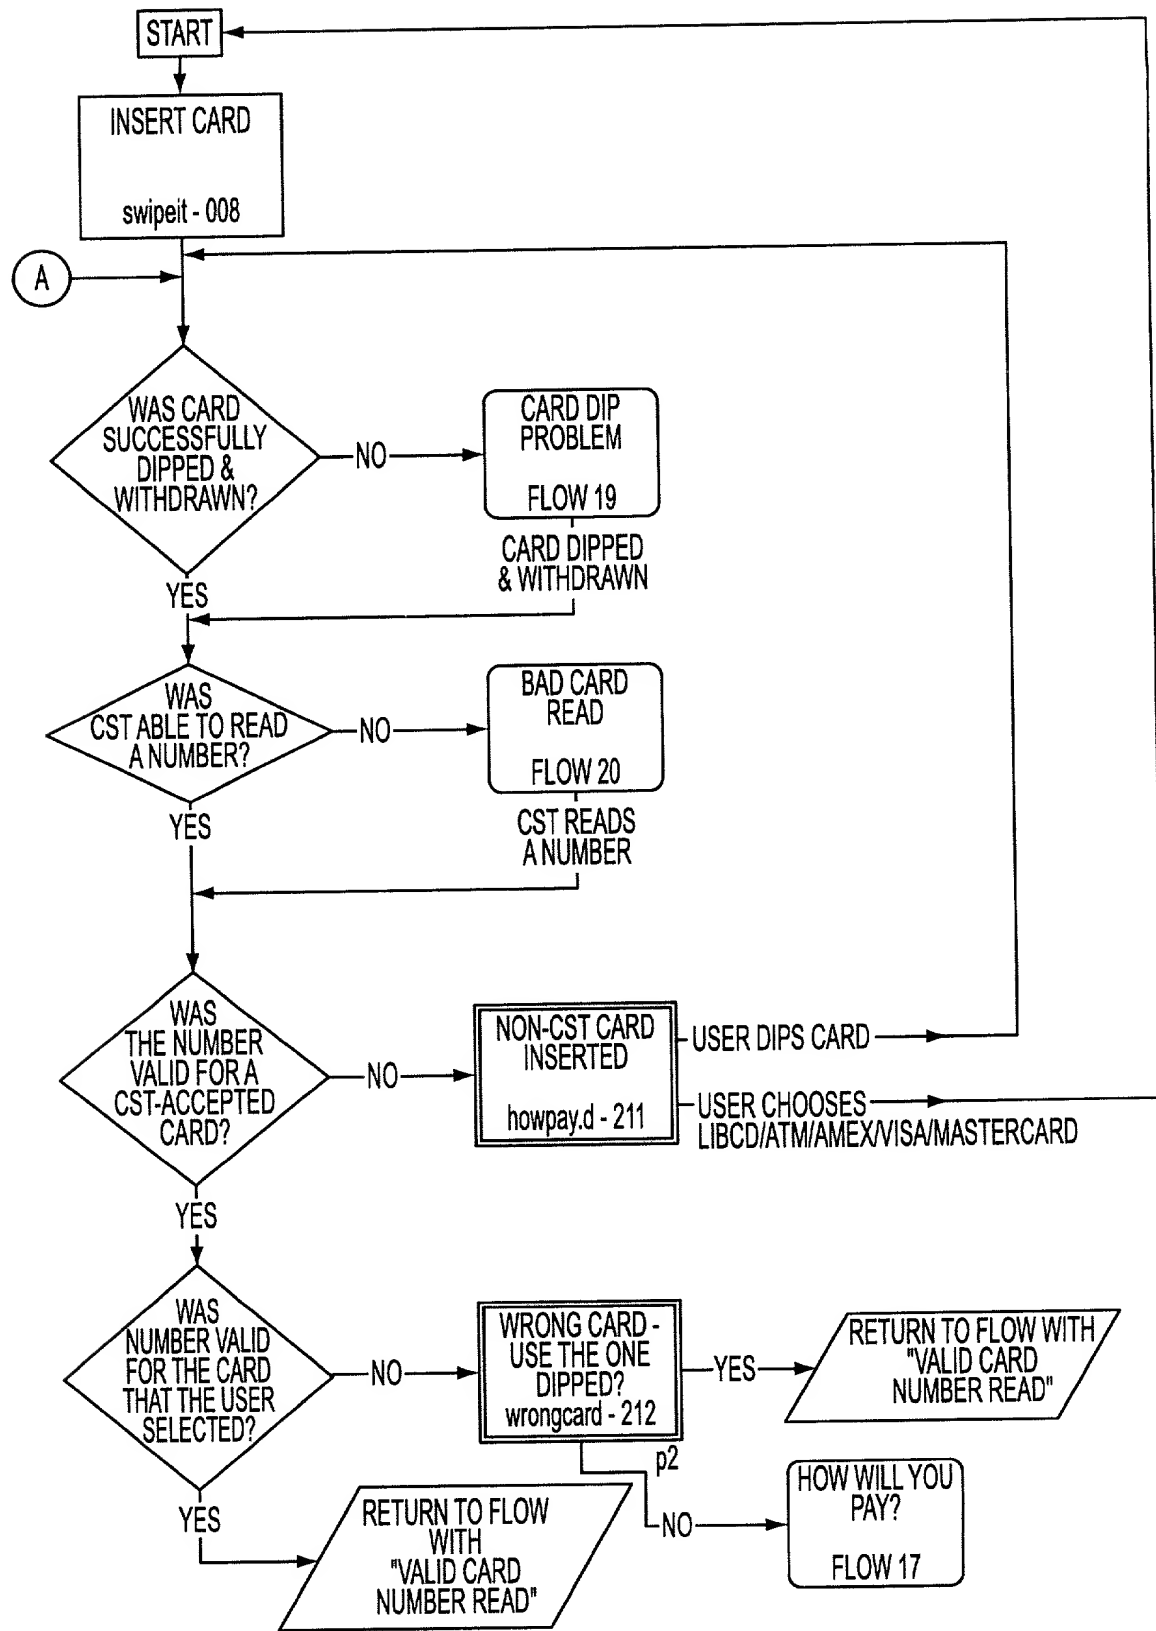 START
INSERT CARD
swipeit - 008
A
WAS CARD
SUCCESSFULLY
DIPPED &
WITHDRAWN?
NO
CARD DIP
PROBLEM
FLOW 19
CARD DIPPED
& WITHDRAWN
YES
WAS
CST ABLE TO READ
A NUMBER?
NO
BAD CARD
READ
FLOW 20
CST READS
A NUMBER
YES
WAS
THE NUMBER
VALID FOR A
CST-ACCEPTED
CARD?
NO
NON-CST CARD
INSERTED
howpay.d - 211
USER DIPS CARD
USER CHOOSES
LIBCD/ATM/AMEX/VISA/MASTERCARD
YES
WAS
NUMBER VALID
FOR THE CARD
THAT THE USER
SELECTED?
NO
WRONG CARD -
USE THE ONE
DIPPED?
wrongcard - 212
p2
YES
RETURN TO FLOW WITH
"VALID CARD
NUMBER READ"
NO
HOW WILL YOU
PAY?
FLOW 17
YES
RETURN TO FLOW
WITH
"VALID CARD
NUMBER READ"